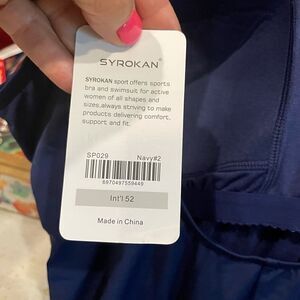 SYROKAN®
SYROKAN sport offers sports
bra and swimsuit for active
women of all shapes and
sizes,always striving to make
products delivering comfort,
support and fit.
SP029 Navy#2
6970497559449
Int'l 52
Made in China